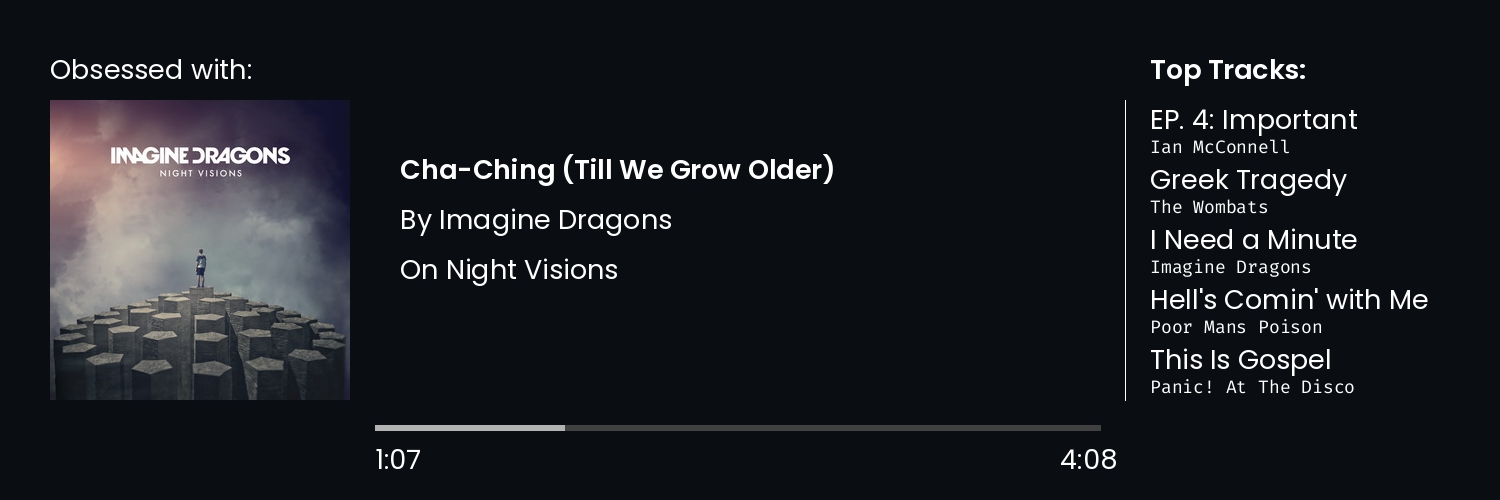 Obsessed with:
IMAGINE DRAGONS
NIGHT VISIONS
Cha-Ching (Till We Grow Older)
By Imagine Dragons
On Night Visions
1:07
4:08
Top Tracks:
EP. 4: Important
Ian McConnell
Greek Tragedy
The Wombats
I Need a Minute
Imagine Dragons
Hell's Comin' with Me
Poor Mans Poison
This Is Gospel
Panic! At The Disco